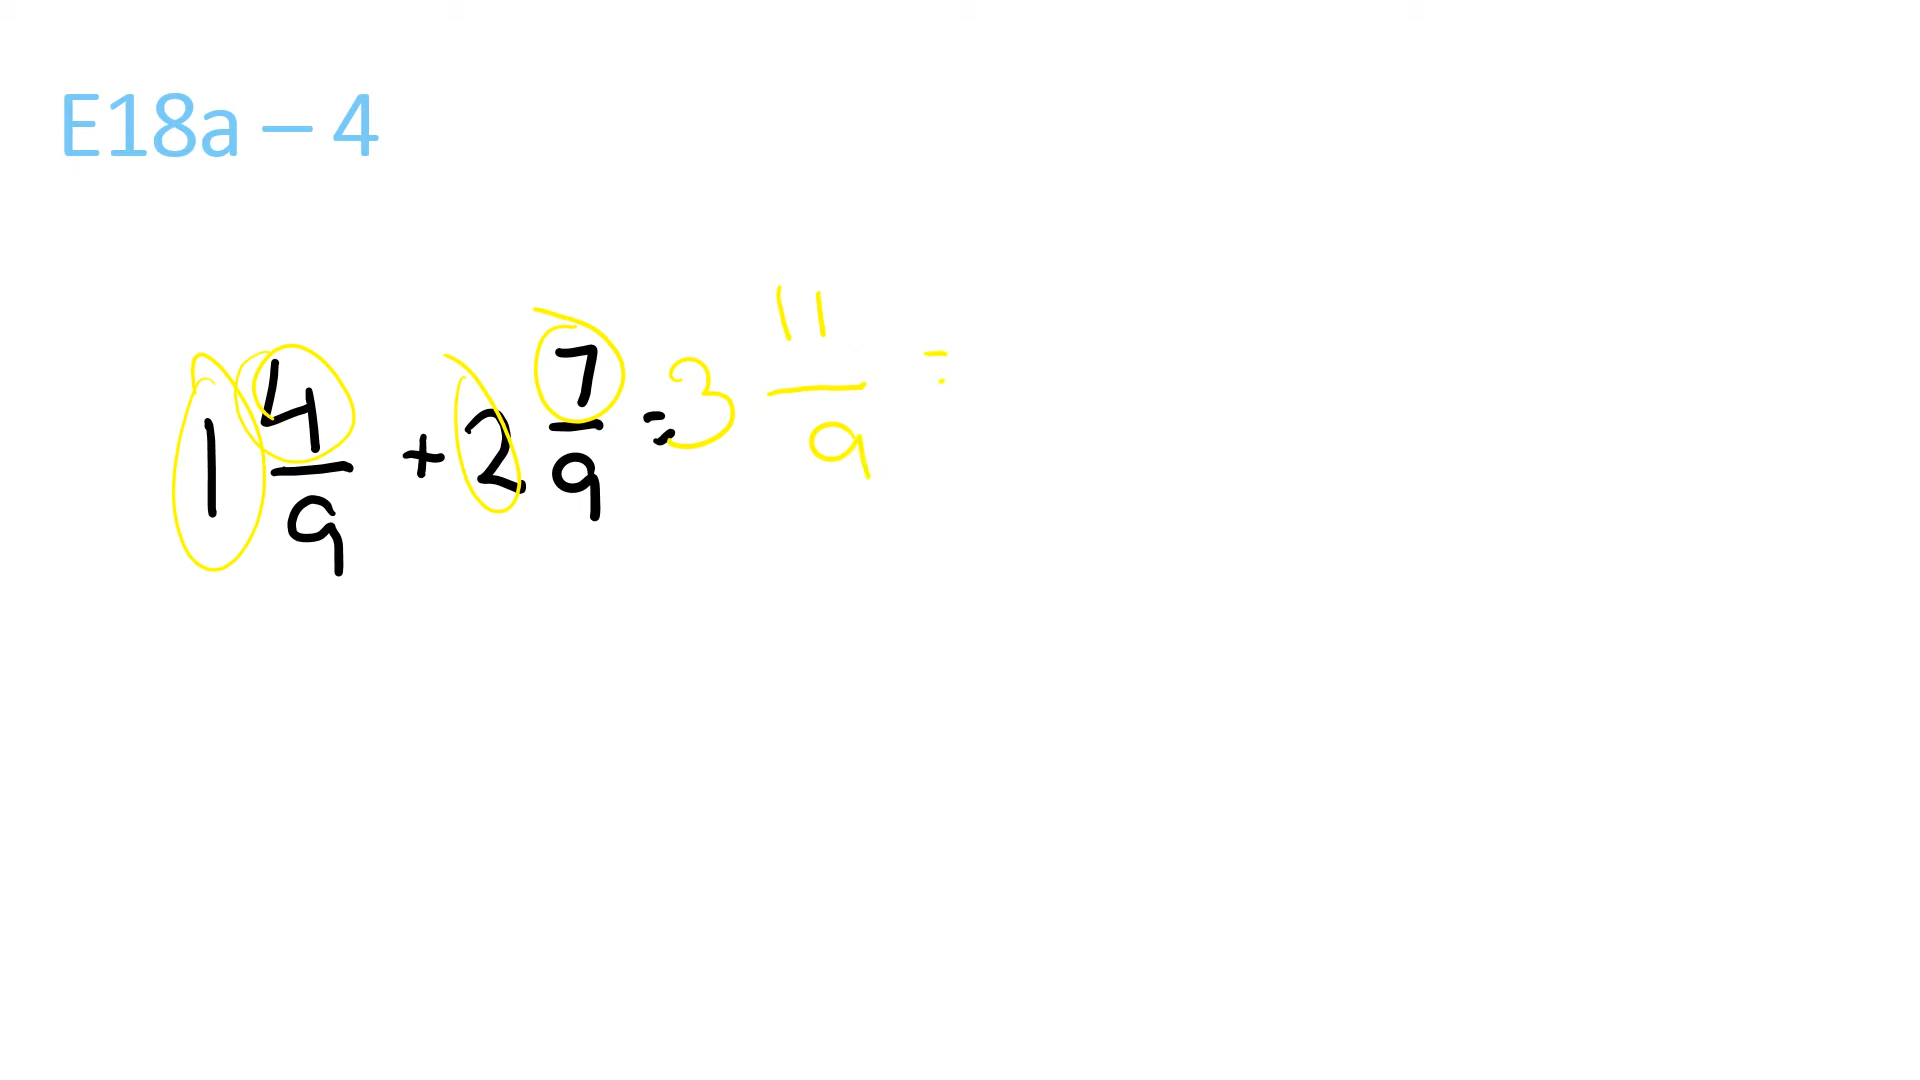 E18a – 4
1 4/9 + 2 7/9 = 3 11/9 =